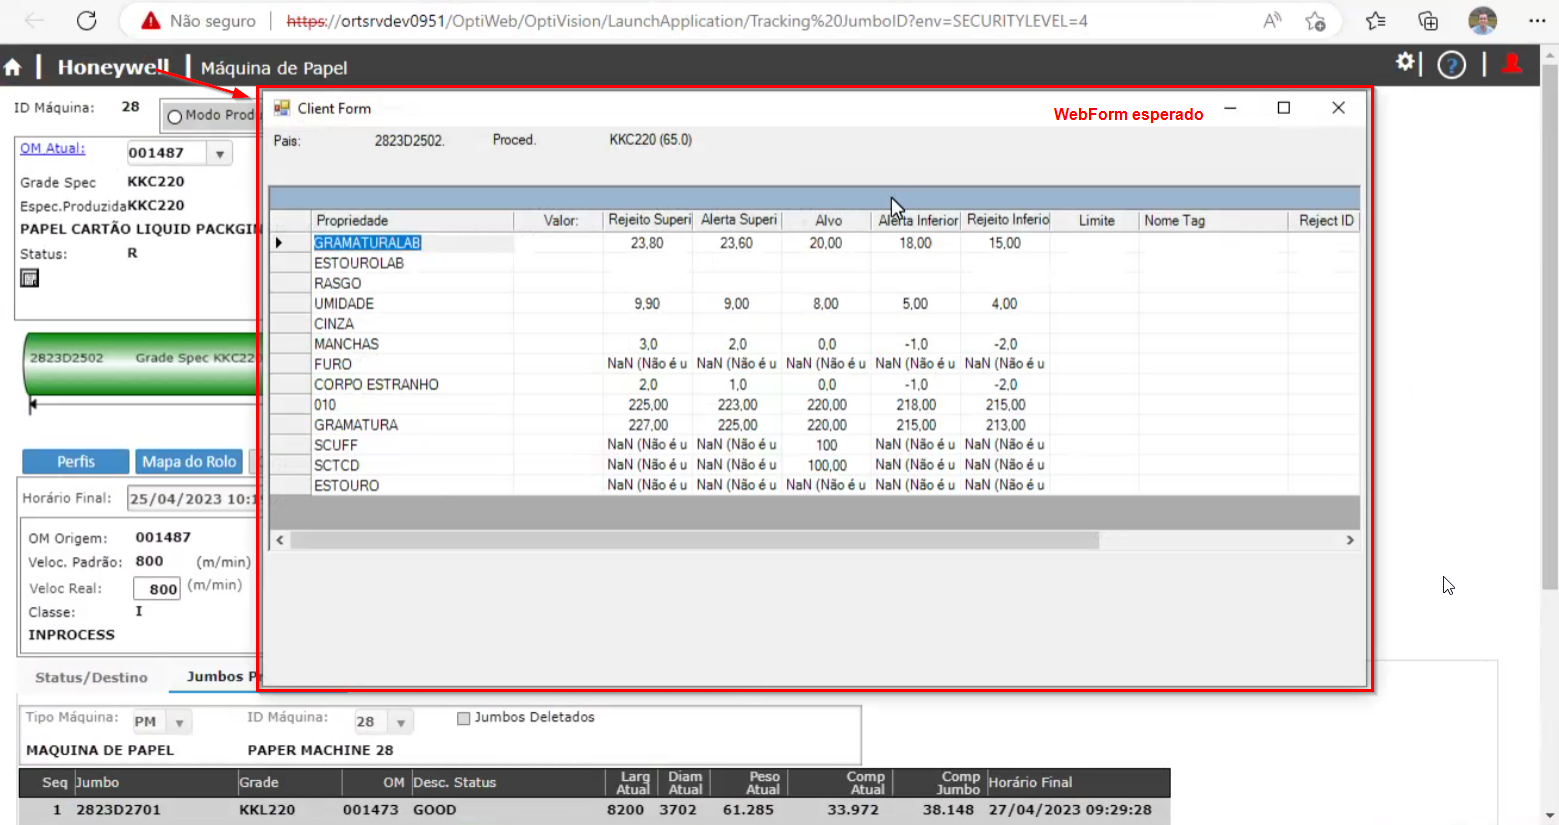 Não seguro
https://ortsrvdev0951/OptiWeb/OptiVision/LaunchApplication/Tracking%20JumboID?env=SECURITYLEVEL=4
Honeywell
Máquina de Papel
ID Máquina: 28
Modo Produ
OM Atual: 001487
Grade Spec KKC220
Espec.Produzida KKC220
PAPEL CARTÃO LIQUID PACKGIN
Status: R
2823D2502 Grade Spec KKC220
Perfis Mapa do Rolo
Horário Final: 25/04/2023 10:1
OM Origem: 001487
Veloc. Padrão: 800 (m/min)
Veloc Real: 800 (m/min)
Classe: I
INPROCESS
Client Form
WebForm esperado
Pais: 2823D2502. Proced. KKC220 (65.0)
Propriedade Valor: Rejeito Superi Alerta Superi Alvo Alerta Inferior Rejeito Inferio Limite Nome Tag Reject ID
GRAMATURALAB 23,80 23,60 20,00 18,00 15,00
ESTOUROLAB
RASGO
UMIDADE 9,90 9,00 8,00 5,00 4,00
CINZA
MANCHAS 3,0 2,0 0,0 -1,0 -2,0
FURO NaN (Não é u NaN (Não é u NaN (Não é u NaN (Não é u NaN (Não é u
CORPO ESTRANHO 2,0 1,0 0,0 -1,0 -2,0
010 225,00 223,00 220,00 218,00 215,00
GRAMATURA 227,00 225,00 220,00 215,00 213,00
SCUFF NaN (Não é u NaN (Não é u 100 NaN (Não é u NaN (Não é u
SCTCD NaN (Não é u NaN (Não é u 100,00 NaN (Não é u NaN (Não é u
ESTOURO NaN (Não é u NaN (Não é u NaN (Não é u NaN (Não é u NaN (Não é u
Status/Destino Jumbos P
Tipo Máquina: PM ID Máquina: 28 Jumbos Deletados
MAQUINA DE PAPEL PAPER MACHINE 28
Seq Jumbo Grade OM Desc. Status Larg Atual Diam Atual Peso Atual Comp Atual Comp Jumbo Horário Final
1 2823D2701 KKL220 001473 GOOD 8200 3702 61.285 33.972 38.148 27/04/2023 09:29:28